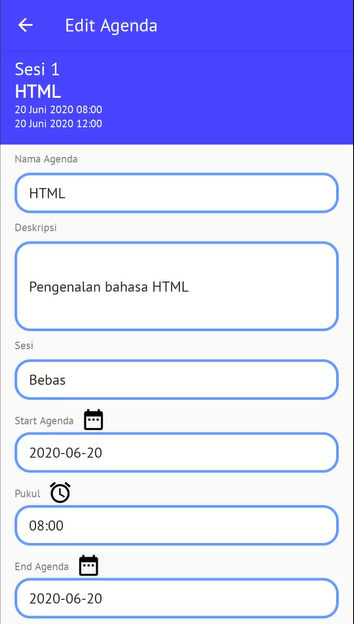 Edit Agenda
Sesi 1
HTML
20 Juni 2020 08:00
20 Juni 2020 12:00
Nama Agenda
HTML
Deskripsi
Pengenalan bahasa HTML
Sesi
Bebas
Start Agenda
2020-06-20
Pukul
08:00
End Agenda
2020-06-20